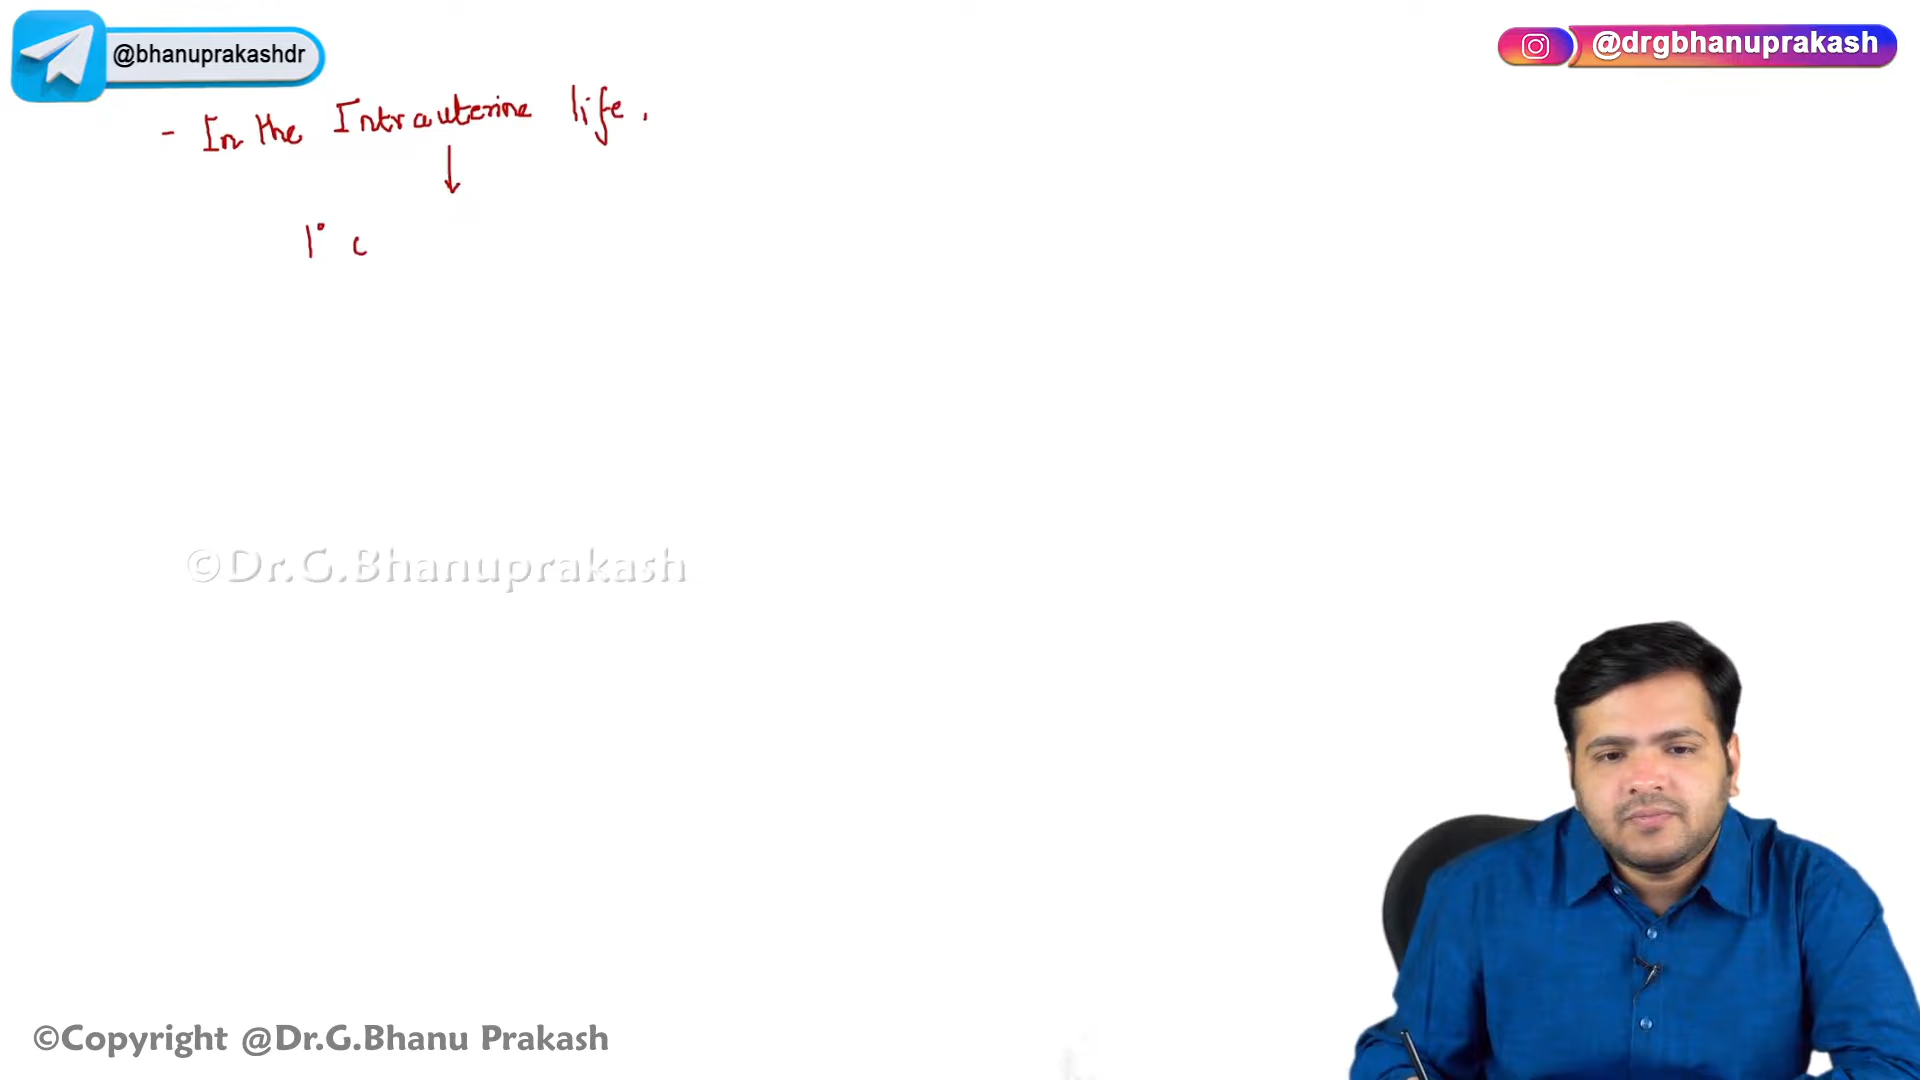 @bhanuprakashdr
@drgbhanuprakash
- In the Intrauterine life.
↓
1° c
©Dr.G.Bhanuprakash
©Copyright @Dr.G.Bhanu Prakash